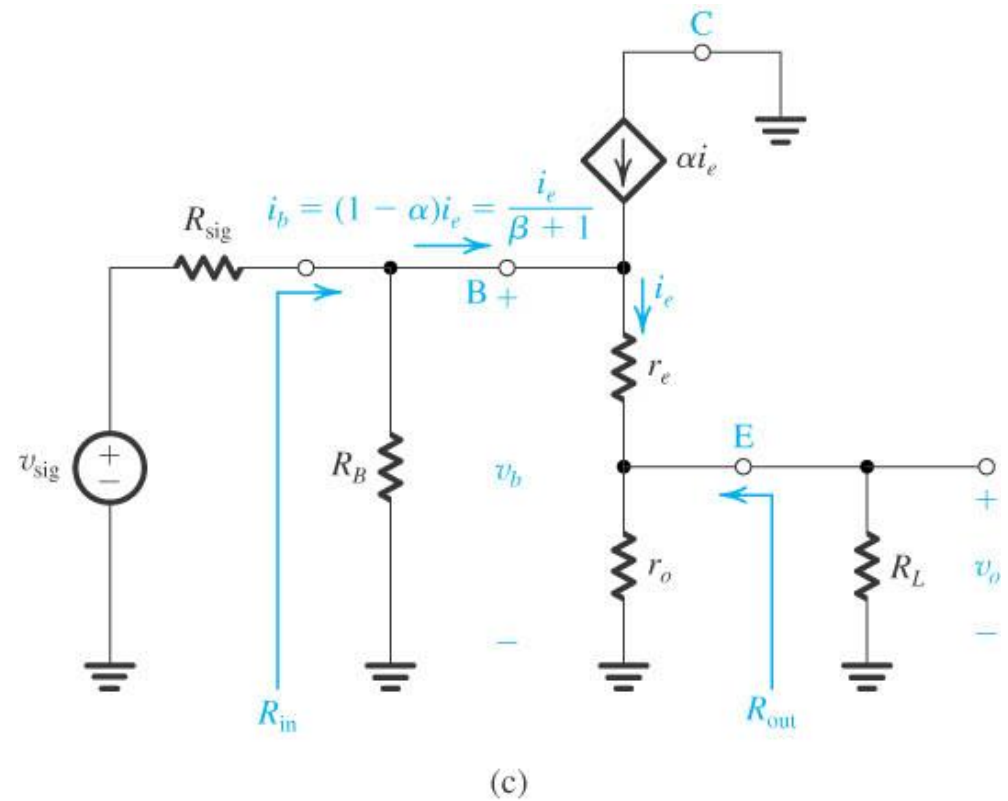 C
αi_e
i_b = (1 − α)i_e = i_e / (β + 1)
R_sig
B +
i_e
r_e
E
v_sig
+
−
R_B
v_b
+
r_o
R_L
v_o
−
−
R_in
R_out
(c)